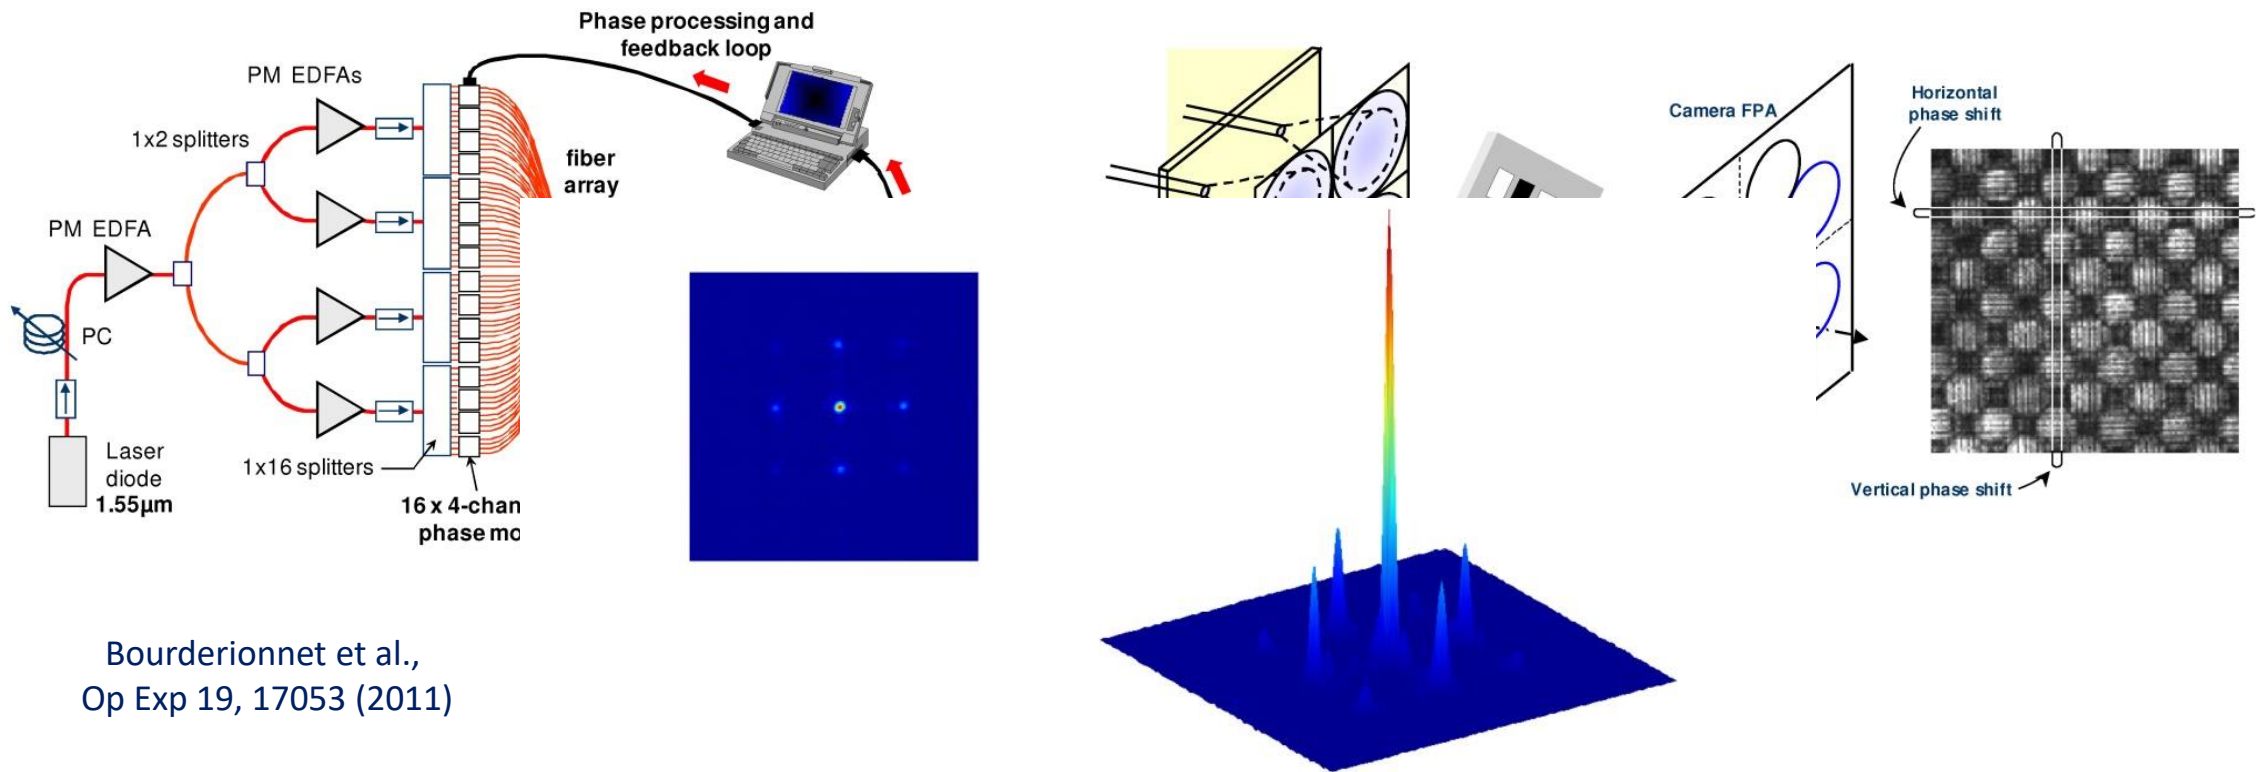 Phase processing and
feedback loop
PM EDFAs
1x2 splitters
fiber
array
PM EDFA
PC
Laser
diode
1.55µm
1x16 splitters
16 x 4-chan
phase mo
Camera FPA
Horizontal
phase shift
Vertical phase shift
Bourderionnet et al.,
Op Exp 19, 17053 (2011)